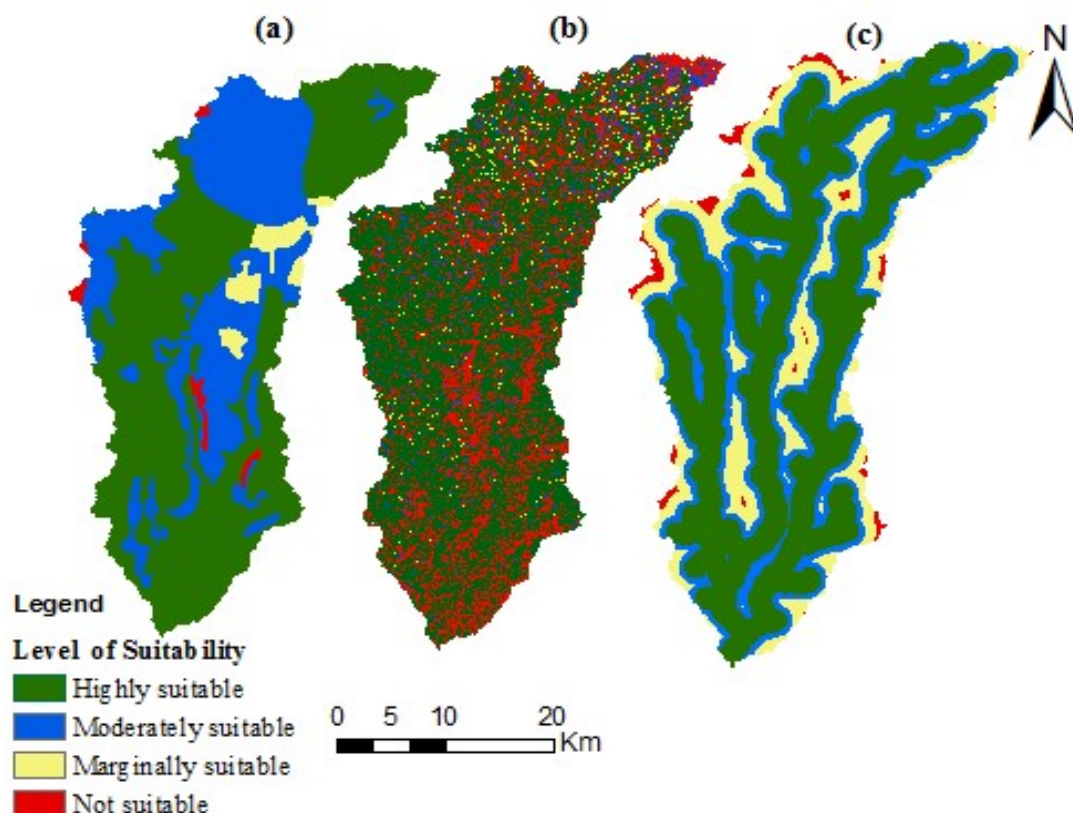 (a)
(b)
(c)
N
Legend
Level of Suitability
Highly suitable
Moderately suitable
Marginally suitable
Not suitable
0 5 10 20
Km